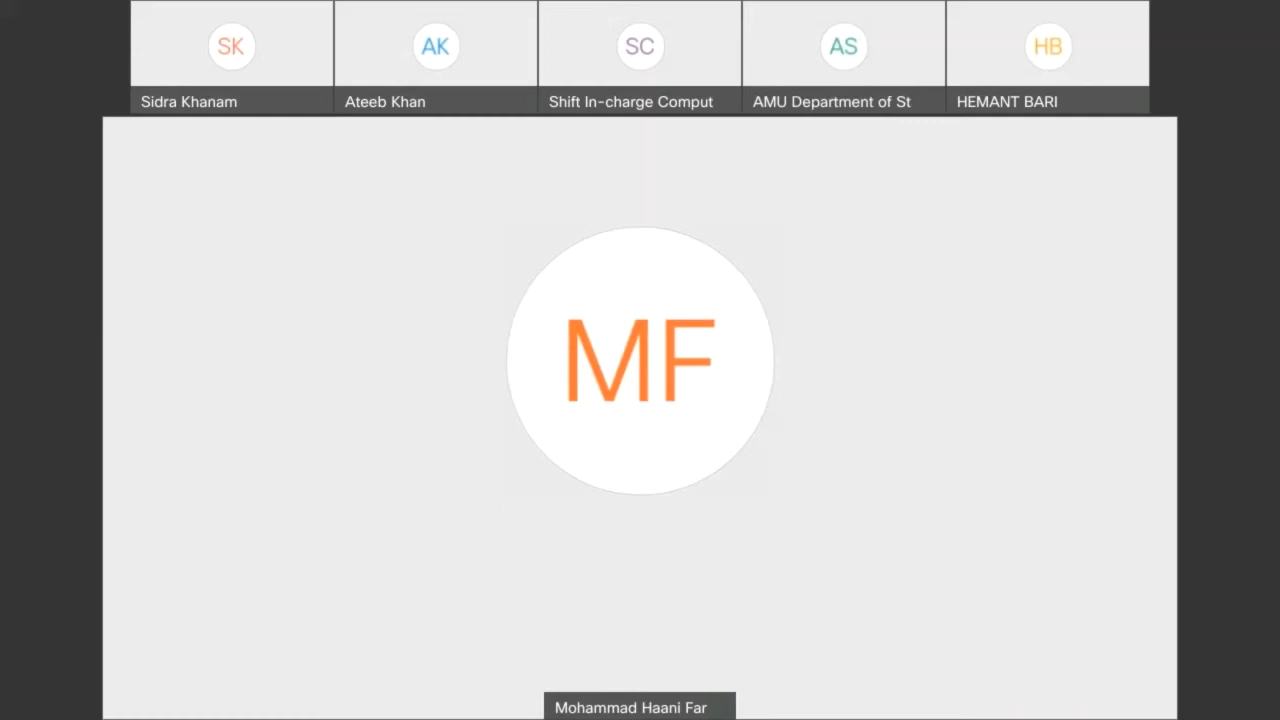 SK
AK
SC
AS
HB
Sidra Khanam
Ateeb Khan
Shift In-charge Comput
AMU Department of St
HEMANT BARI
MF
Mohammad Haani Far